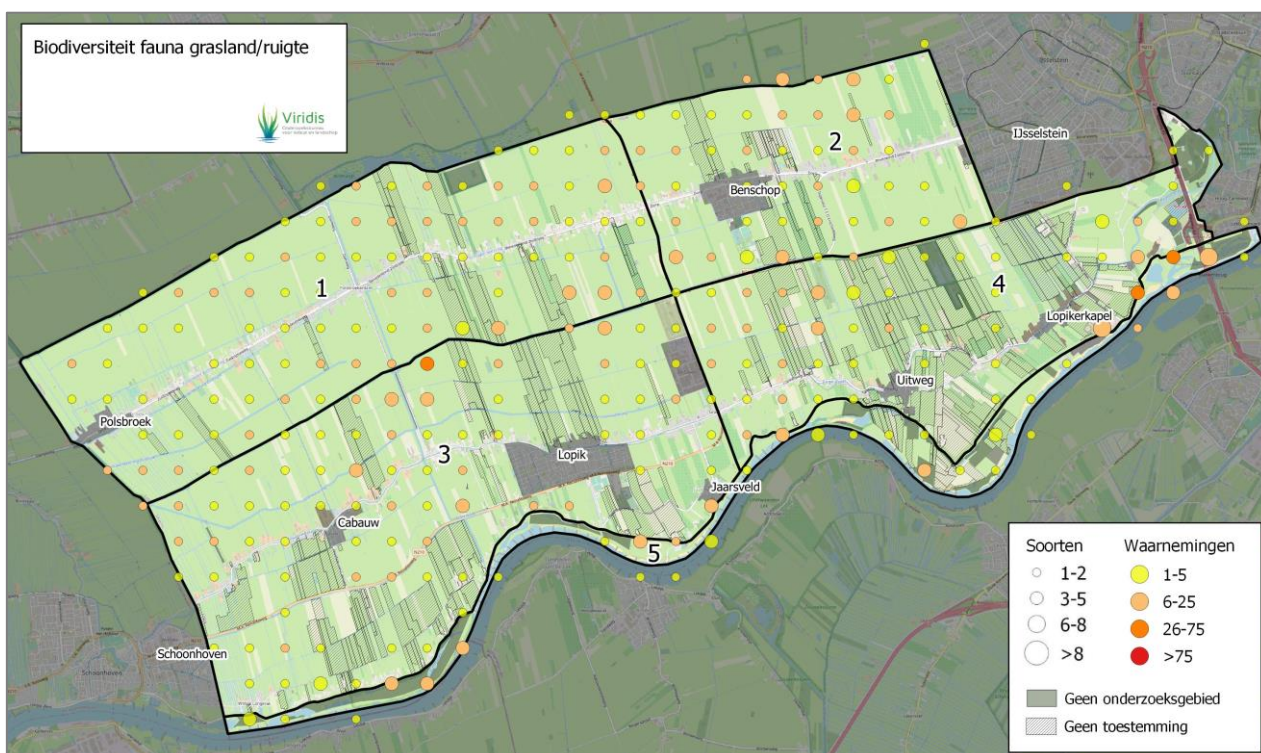 Biodiversiteit fauna grasland/ruigte
Viridis
2
IJsselstein
Benschop
1
4
Lopikerkapel
Uitweg
Polsbroek
3
Lopik
Jaarsveld
Cabauw
5
Schoonhoven
Schoonhoven
Soorten
1-2
3-5
6-8
>8
Waarnemingen
1-5
6-25
26-75
>75
Geen onderzoeksgebied
Geen toestemming